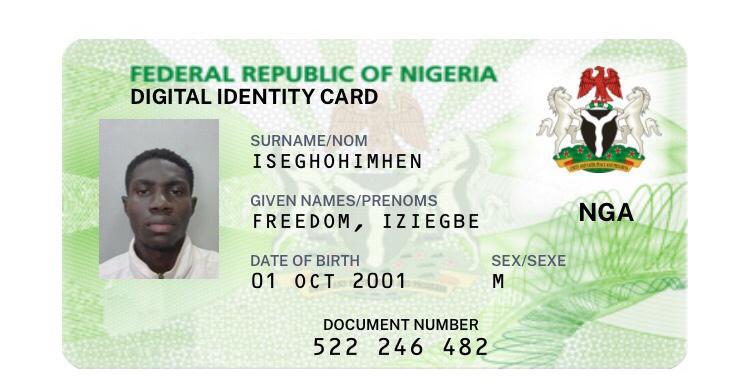 FEDERAL REPUBLIC OF NIGERIA
DIGITAL IDENTITY CARD
SURNAME/NOM
ISEGHOHIMHEN
GIVEN NAMES/PRENOMS
FREEDOM, IZIEGBE
NGA
DATE OF BIRTH
SEX/SEXE
01 OCT 2001
M
DOCUMENT NUMBER
522 246 482